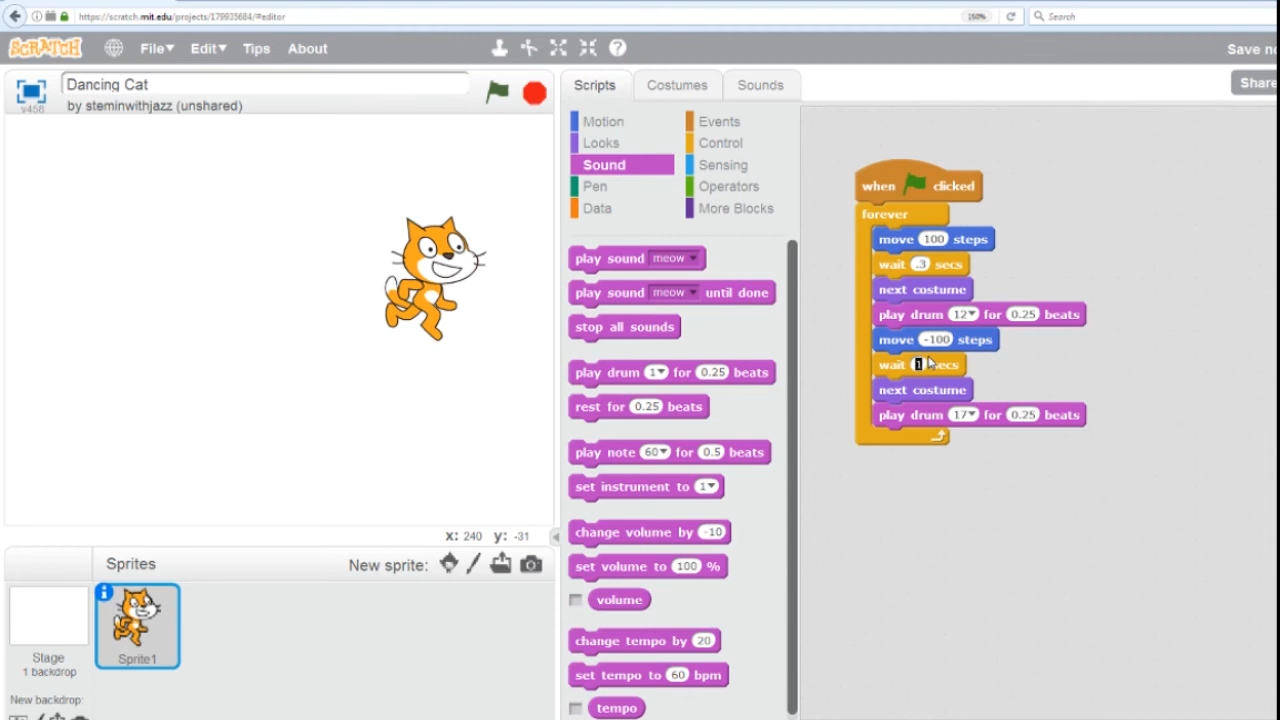 https://scratch.mit.edu/projects/179935684/#editor
150%
Search
SCRATCH
File
Edit
Tips
About
Save no
v458
Dancing Cat
by steminwithjazz (unshared)
Scripts
Costumes
Sounds
Share
Motion
Events
Looks
Control
Sound
Sensing
Pen
Operators
Data
More Blocks
play sound meow
play sound meow until done
stop all sounds
play drum 1 for 0.25 beats
rest for 0.25 beats
play note 60 for 0.5 beats
set instrument to 1
change volume by -10
set volume to 100 %
volume
change tempo by 20
set tempo to 60 bpm
tempo
when clicked
forever
move 100 steps
wait .3 secs
next costume
play drum 12 for 0.25 beats
move -100 steps
wait 1 secs
next costume
play drum 17 for 0.25 beats
x: 240 y: -31
Sprites
New sprite:
Stage
1 backdrop
New backdrop:
Sprite1